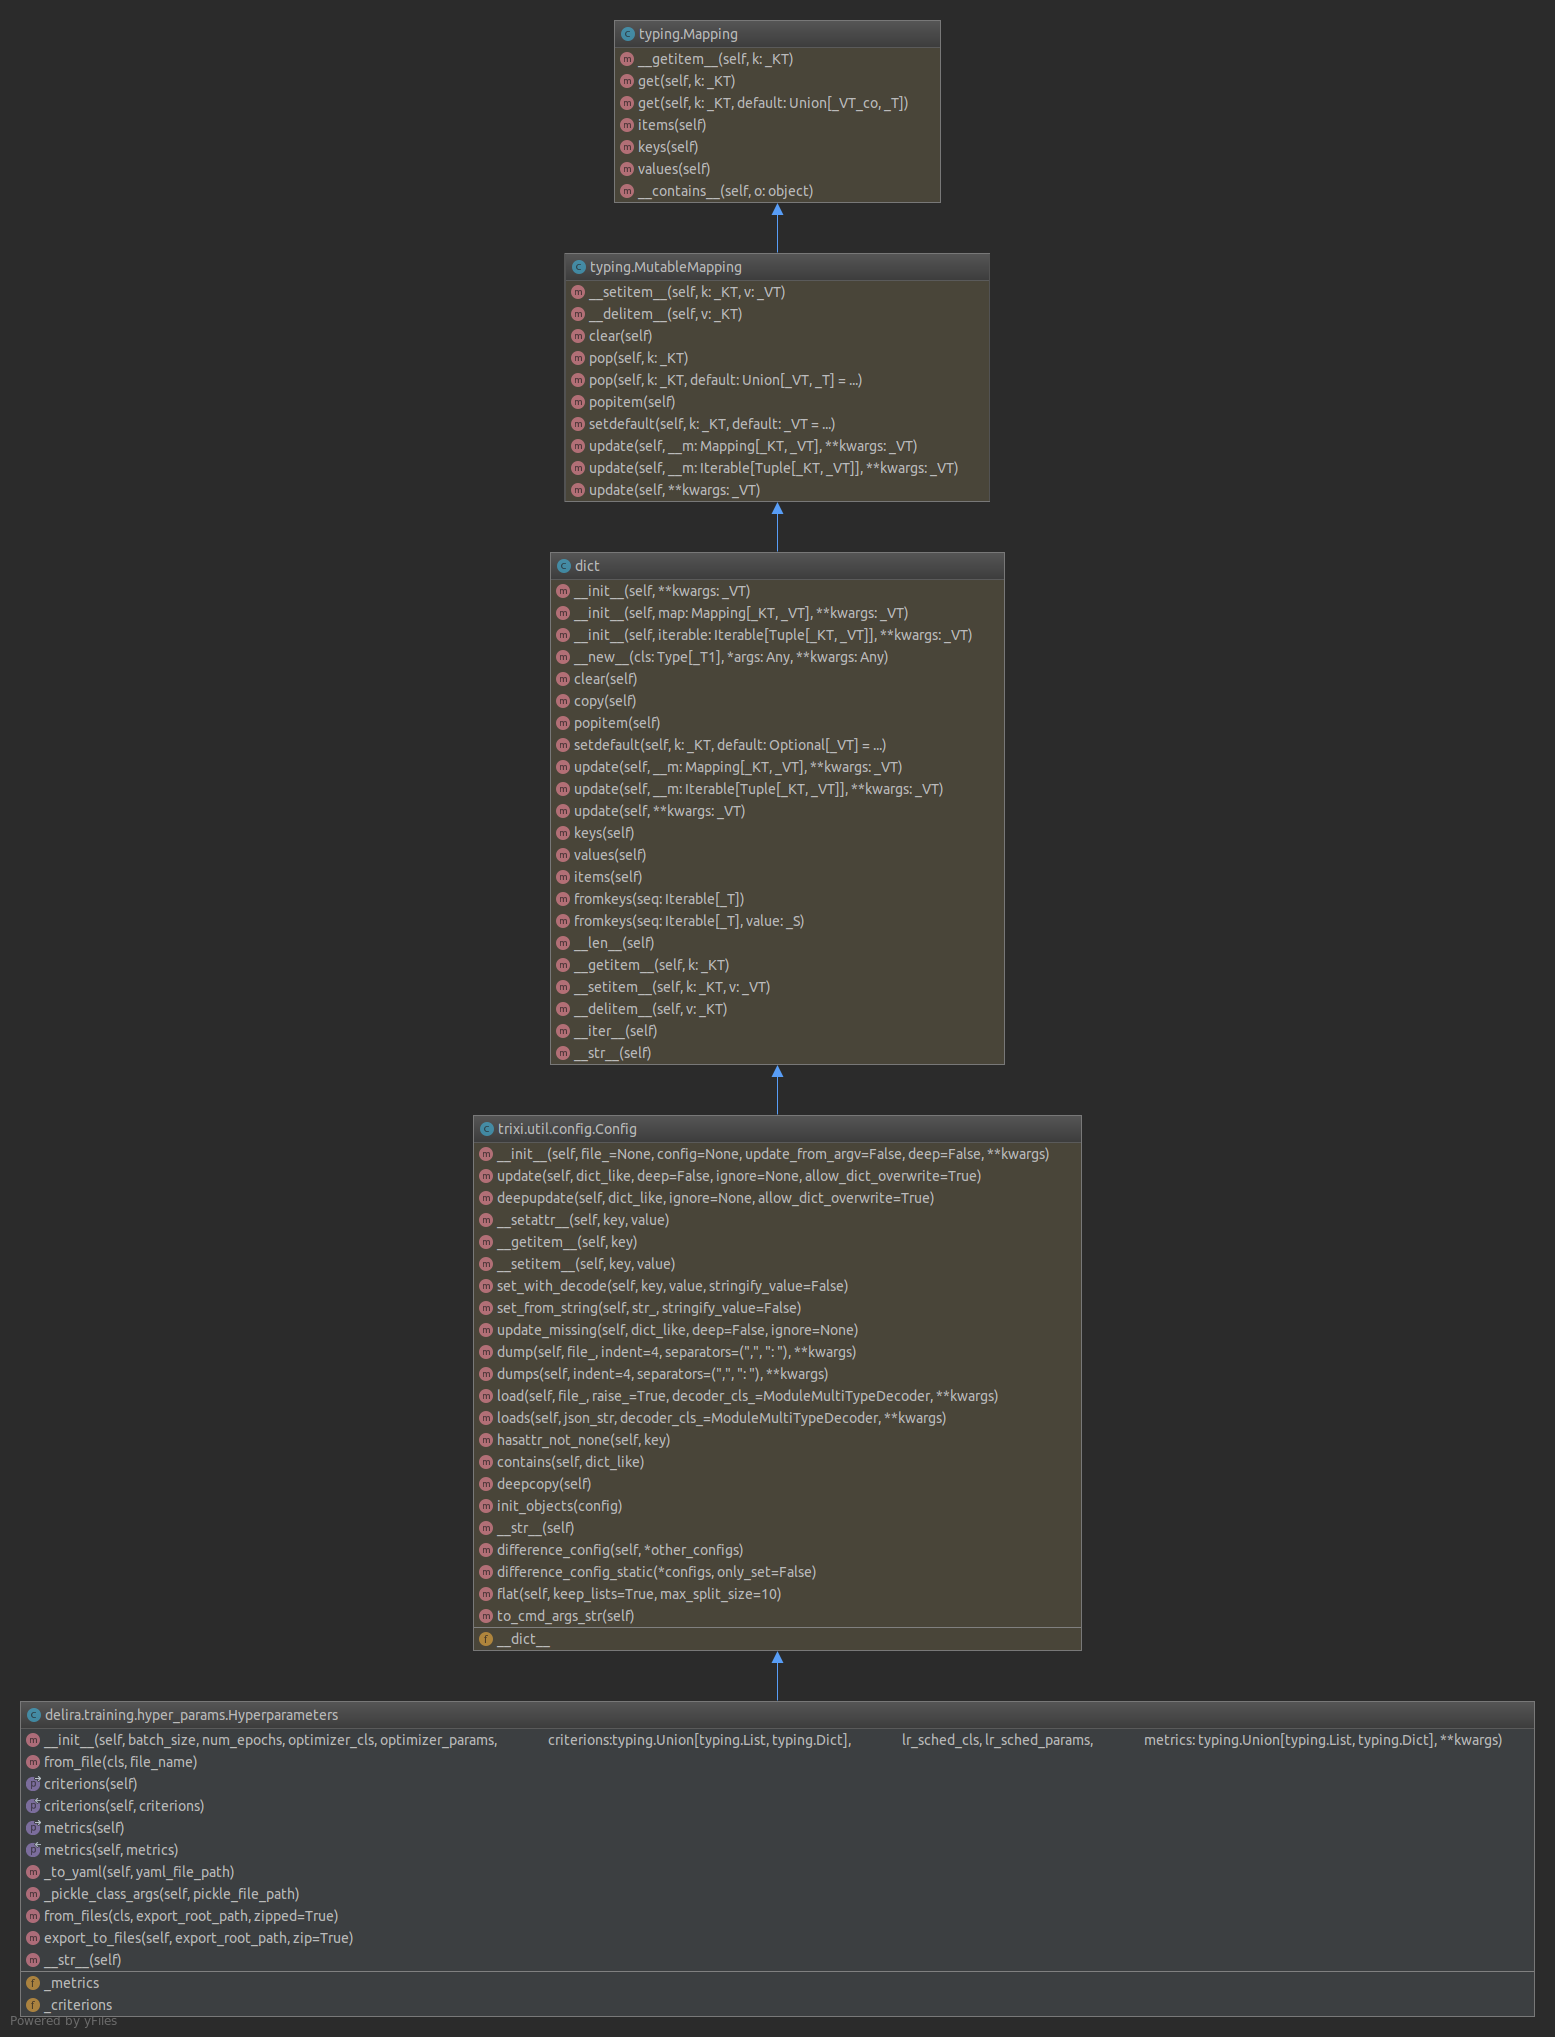 typing.Mapping
__getitem__(self, k: _KT)
get(self, k: _KT)
get(self, k: _KT, default: Union[_VT_co, _T])
items(self)
keys(self)
values(self)
__contains__(self, o: object)
typing.MutableMapping
__setitem__(self, k: _KT, v: _VT)
__delitem__(self, v: _KT)
clear(self)
pop(self, k: _KT)
pop(self, k: _KT, default: Union[_VT, _T] = ...)
popitem(self)
setdefault(self, k: _KT, default: _VT = ...)
update(self, __m: Mapping[_KT, _VT], **kwargs: _VT)
update(self, __m: Iterable[Tuple[_KT, _VT]], **kwargs: _VT)
update(self, **kwargs: _VT)
dict
__init__(self, **kwargs: _VT)
__init__(self, map: Mapping[_KT, _VT], **kwargs: _VT)
__init__(self, iterable: Iterable[Tuple[_KT, _VT]], **kwargs: _VT)
__new__(cls: Type[_T1], *args: Any, **kwargs: Any)
clear(self)
copy(self)
popitem(self)
setdefault(self, k: _KT, default: Optional[_VT] = ...)
update(self, __m: Mapping[_KT, _VT], **kwargs: _VT)
update(self, __m: Iterable[Tuple[_KT, _VT]], **kwargs: _VT)
update(self, **kwargs: _VT)
keys(self)
values(self)
items(self)
fromkeys(seq: Iterable[_T])
fromkeys(seq: Iterable[_T], value: _S)
__len__(self)
__getitem__(self, k: _KT)
__setitem__(self, k: _KT, v: _VT)
__delitem__(self, v: _KT)
__iter__(self)
__str__(self)
trixi.util.config.Config
__init__(self, file_=None, config=None, update_from_argv=False, deep=False, **kwargs)
update(self, dict_like, deep=False, ignore=None, allow_dict_overwrite=True)
deepupdate(self, dict_like, ignore=None, allow_dict_overwrite=True)
__setattr__(self, key, value)
__getitem__(self, key)
__setitem__(self, key, value)
set_with_decode(self, key, value, stringify_value=False)
set_from_string(self, str_, stringify_value=False)
update_missing(self, dict_like, deep=False, ignore=None)
dump(self, file_, indent=4, separators=(",", ": "), **kwargs)
dumps(self, indent=4, separators=(",", ": "), **kwargs)
load(self, file_, raise_=True, decoder_cls_=ModuleMultiTypeDecoder, **kwargs)
loads(self, json_str, decoder_cls_=ModuleMultiTypeDecoder, **kwargs)
hasattr_not_none(self, key)
contains(self, dict_like)
deepcopy(self)
init_objects(config)
__str__(self)
difference_config(self, *other_configs)
difference_config_static(*configs, only_set=False)
flat(self, keep_lists=True, max_split_size=10)
to_cmd_args_str(self)
__dict__
delira.training.hyper_params.Hyperparameters
__init__(self, batch_size, num_epochs, optimizer_cls, optimizer_params, criterions:typing.Union[typing.List, typing.Dict], lr_sched_cls, lr_sched_params, metrics: typing.Union[typing.List, typing.Dict], **kwargs)
from_file(cls, file_name)
criterions(self)
criterions(self, criterions)
metrics(self)
metrics(self, metrics)
_to_yaml(self, yaml_file_path)
_pickle_class_args(self, pickle_file_path)
from_files(cls, export_root_path, zipped=True)
export_to_files(self, export_root_path, zip=True)
__str__(self)
_metrics
_criterions
Powered by yFiles